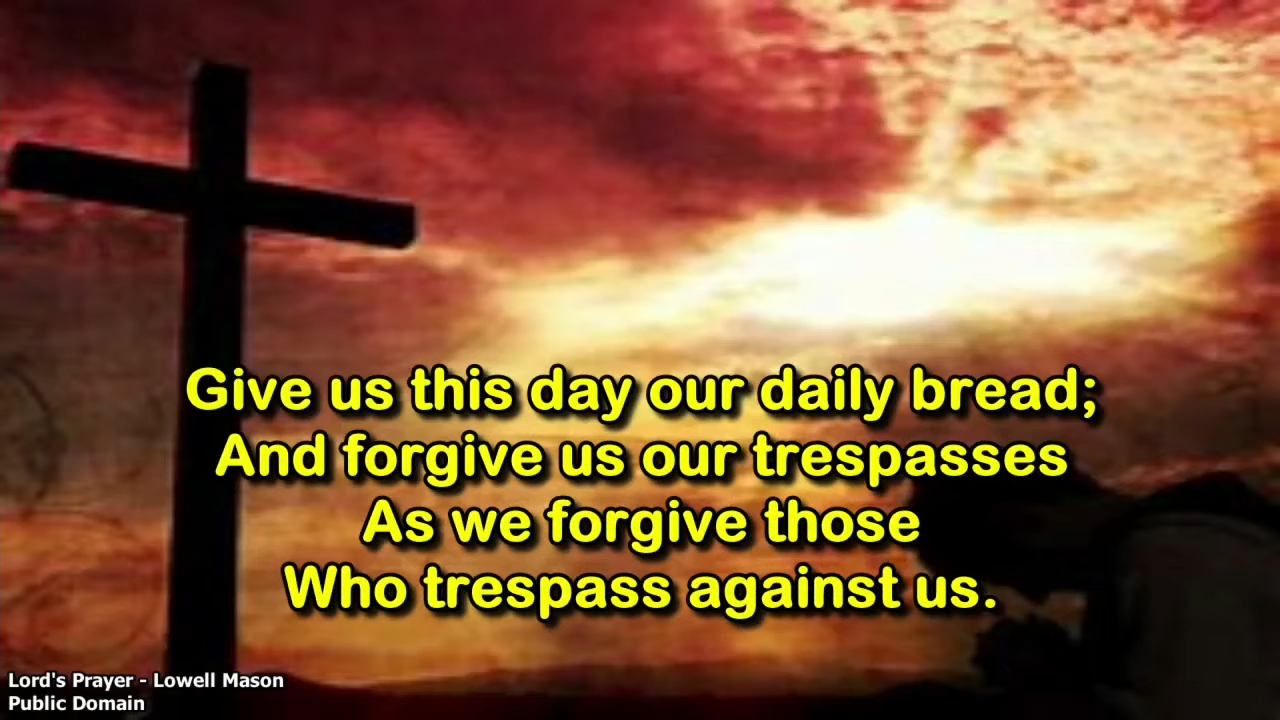 Give us this day our daily bread;
And forgive us our trespasses
As we forgive those
Who trespass against us.
Lord's Prayer - Lowell Mason
Public Domain